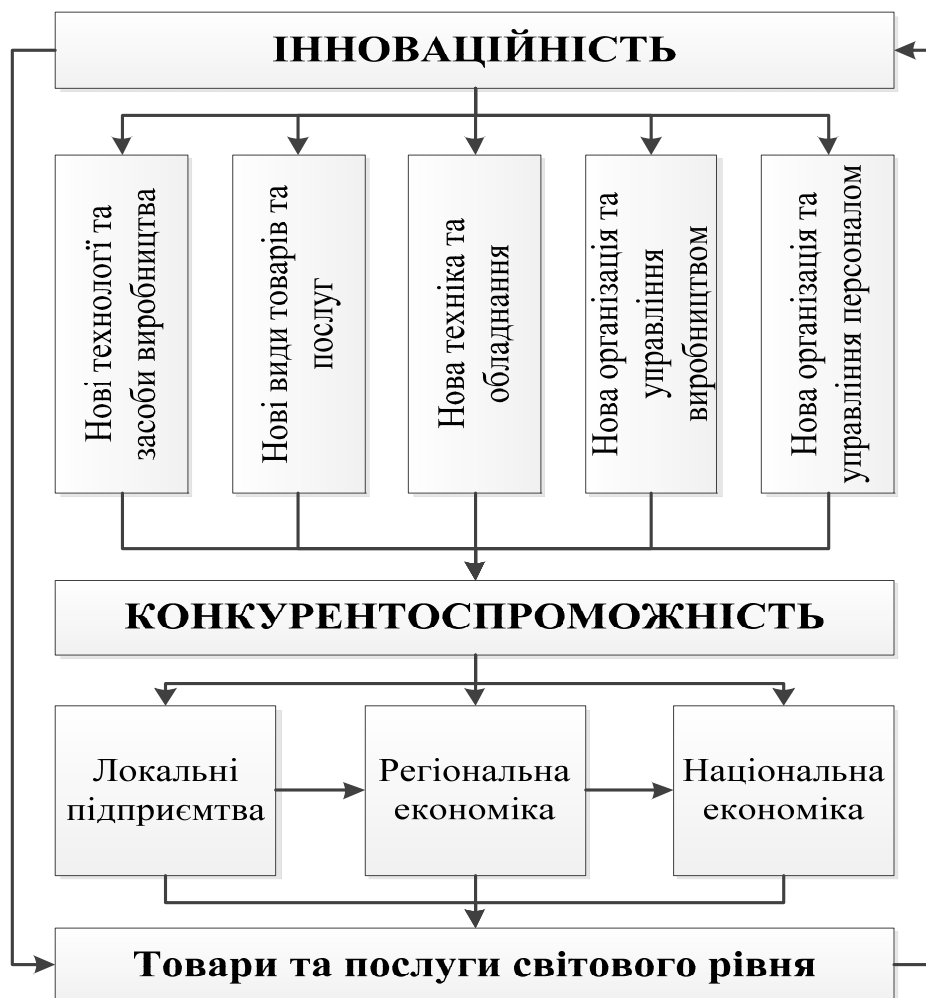 ІННОВАЦІЙНІСТЬ
Нові технології та
засоби виробництва
Нові види товарів та
послуг
Нова техніка та
обладнання
Нова організація та
управління
виробництвом
Нова організація та
управління персоналом
КОНКУРЕНТОСПРОМОЖНІСТЬ
Локальні
підприємтва
Регіональна
економіка
Національна
економіка
Товари та послуги світового рівня